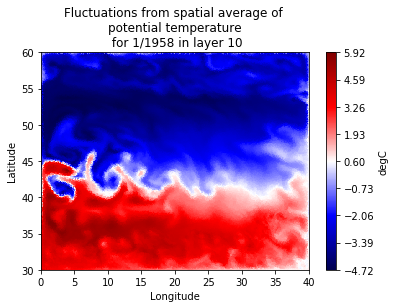 Fluctuations from spatial average of
potential temperature
for 1/1958 in layer 10
60
55
50
45
40
35
30
Latitude
0 5 10 15 20 25 30 35 40
Longitude
5.92
4.59
3.26
1.93
0.60
−0.73
−2.06
−3.39
−4.72
degC